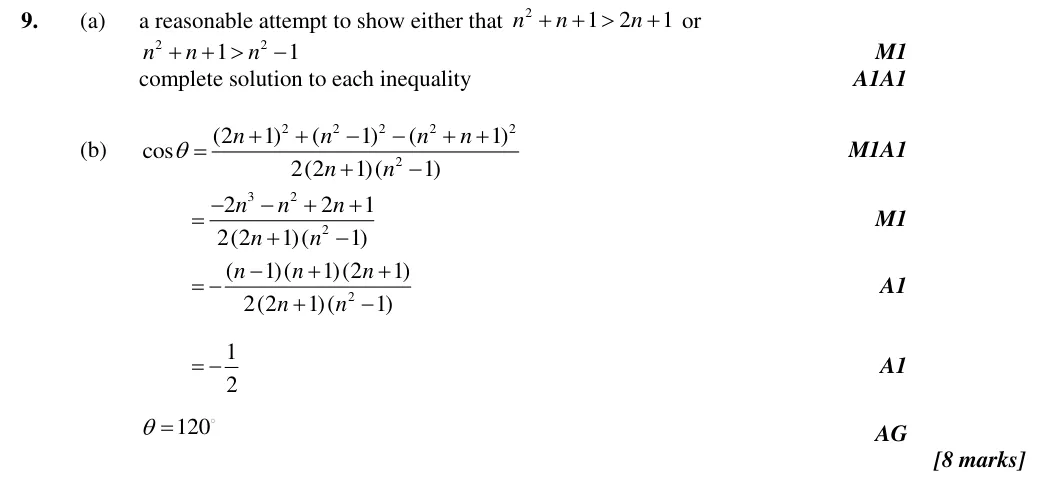 9. (a) a reasonable attempt to show either that n² + n + 1 > 2n + 1 or
n² + n + 1 > n² − 1 M1
complete solution to each inequality A1A1
(b) cos θ = ((2n + 1)² + (n² − 1)² − (n² + n + 1)²) / (2(2n + 1)(n² − 1)) M1A1
= (−2n³ − n² + 2n + 1) / (2(2n + 1)(n² − 1)) M1
= −((n − 1)(n + 1)(2n + 1)) / (2(2n + 1)(n² − 1)) A1
= −1/2 A1
θ = 120° AG
[8 marks]